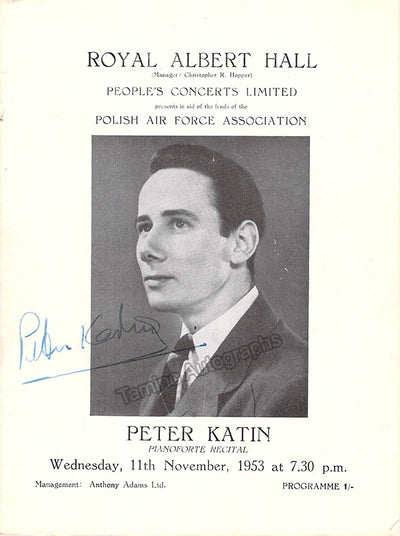 ROYAL ALBERT HALL
(Manager: Christopher R. Hopper)
PEOPLE'S CONCERTS LIMITED
presents in aid of the funds of the
POLISH AIR FORCE ASSOCIATION
Peter Katin
Tamino Autographs
PETER KATIN
PIANOFORTE RECITAL
Wednesday, 11th November, 1953 at 7.30 p.m.
Management: Anthony Adams Ltd. PROGRAMME 1/-